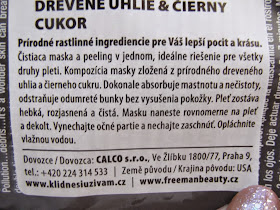 DREVENÉ UHLIE & ČIERNY
CUKOR
Prírodné rastlinné ingrediencie pre Váš lepší pocit a krásu.
Čistiaca maska a peeling v jednom, ideálne riešenie pre všetky
druhy pleti. Kompozícia masky zložená z prírodného dreveného
uhlia a čierneho cukru. Dokonale absorbuje mastnotu a nečistoty,
odstraňuje odumreté bunky bez vysušenia pokožky. Pleť zostáva
hebká, rozjasnená a čistá. Masku naneste rovnomerne na pleť
a dekolt. Vynechajte očné partie a nechajte zaschnúť. Opláchnite
vlažnou vodou.
Dovozce / Dovozca: CALCO s.r.o., Ve Žlíbku 1800/77, Praha 9,
tel.: +420 224 314 533 | Země původu / Krajina pôvodu: USA
www.klidnesiuzivam.cz | www.freemanbeauty.cz